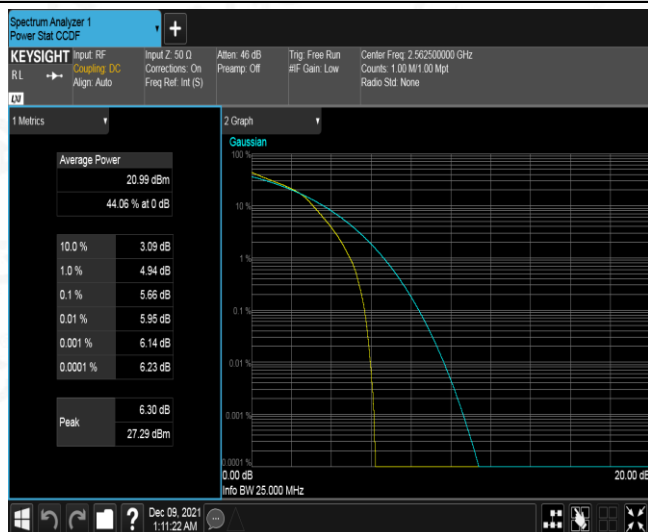 Spectrum Analyzer 1
Power Stat CCDF
+
KEYSIGHT
RL
LXI
Input: RF
Coupling: DC
Align: Auto
Input Z: 50 Ω
Corrections: On
Freq Ref: Int (S)
Atten: 46 dB
Preamp: Off
Trig: Free Run
#IF Gain: Low
Center Freq: 2.562500000 GHz
Counts: 1.00 M/1.00 Mpt
Radio Std: None
1 Metrics
Average Power
20.99 dBm
44.06 % at 0 dB
10.0 % 3.09 dB
1.0 % 4.94 dB
0.1 % 5.66 dB
0.01 % 5.95 dB
0.001 % 6.14 dB
0.0001 % 6.23 dB
Peak
6.30 dB
27.29 dBm
2 Graph
Gaussian
100 %
10 %
1 %
0.1 %
0.01 %
0.001 %
0.0001 %
0.00 dB 20.00 dB
Info BW 25.000 MHz
?
Dec 09, 2021
1:11:22 AM